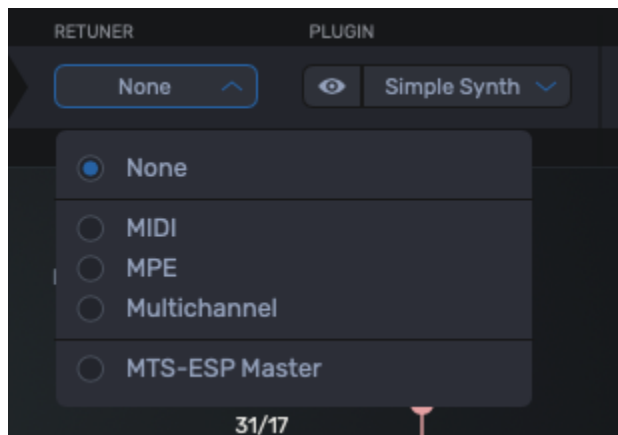 RETUNER PLUGIN
None Simple Synth
None
MIDI
MPE
Multichannel
MTS-ESP Master
31/17